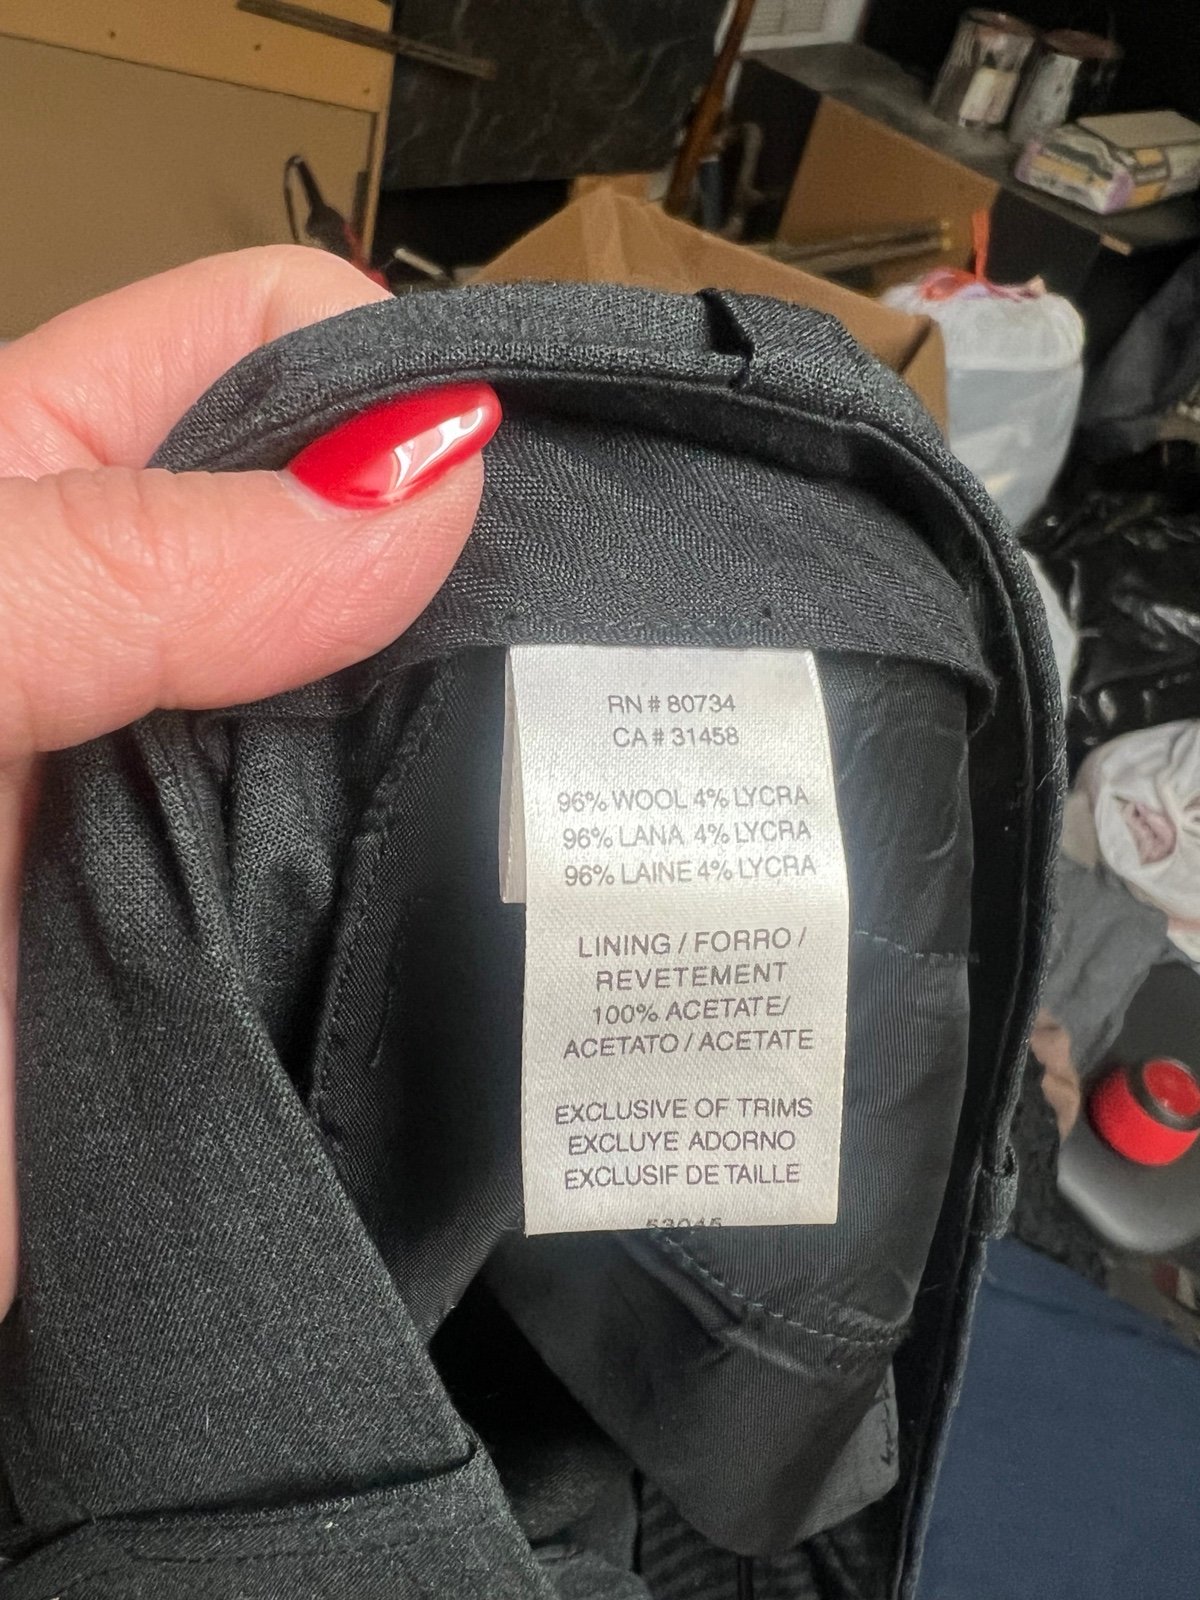 RN # 80734
CA # 31458
96% WOOL 4% LYCRA
96% LANA 4% LYCRA
96% LAINE 4% LYCRA
LINING / FORRO /
REVETEMENT
100% ACETATE/
ACETATO / ACETATE
EXCLUSIVE OF TRIMS
EXCLUYE ADORNO
EXCLUSIF DE TAILLE